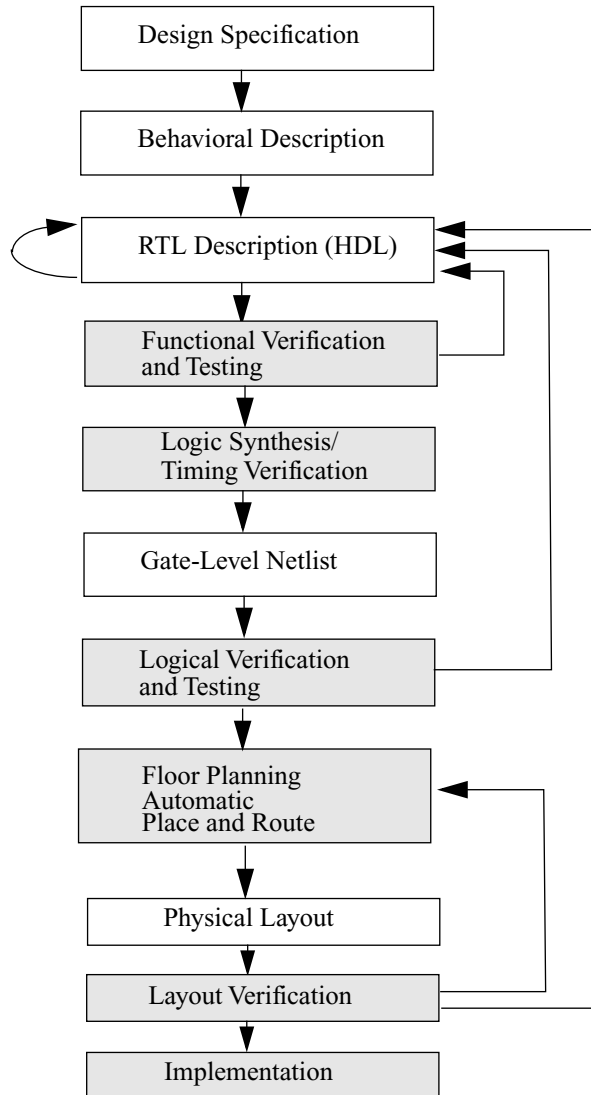 Design Specification
Behavioral Description
RTL Description (HDL)
Functional Verification
and Testing
Logic Synthesis/
Timing Verification
Gate-Level Netlist
Logical Verification
and Testing
Floor Planning
Automatic
Place and Route
Physical Layout
Layout Verification
Implementation